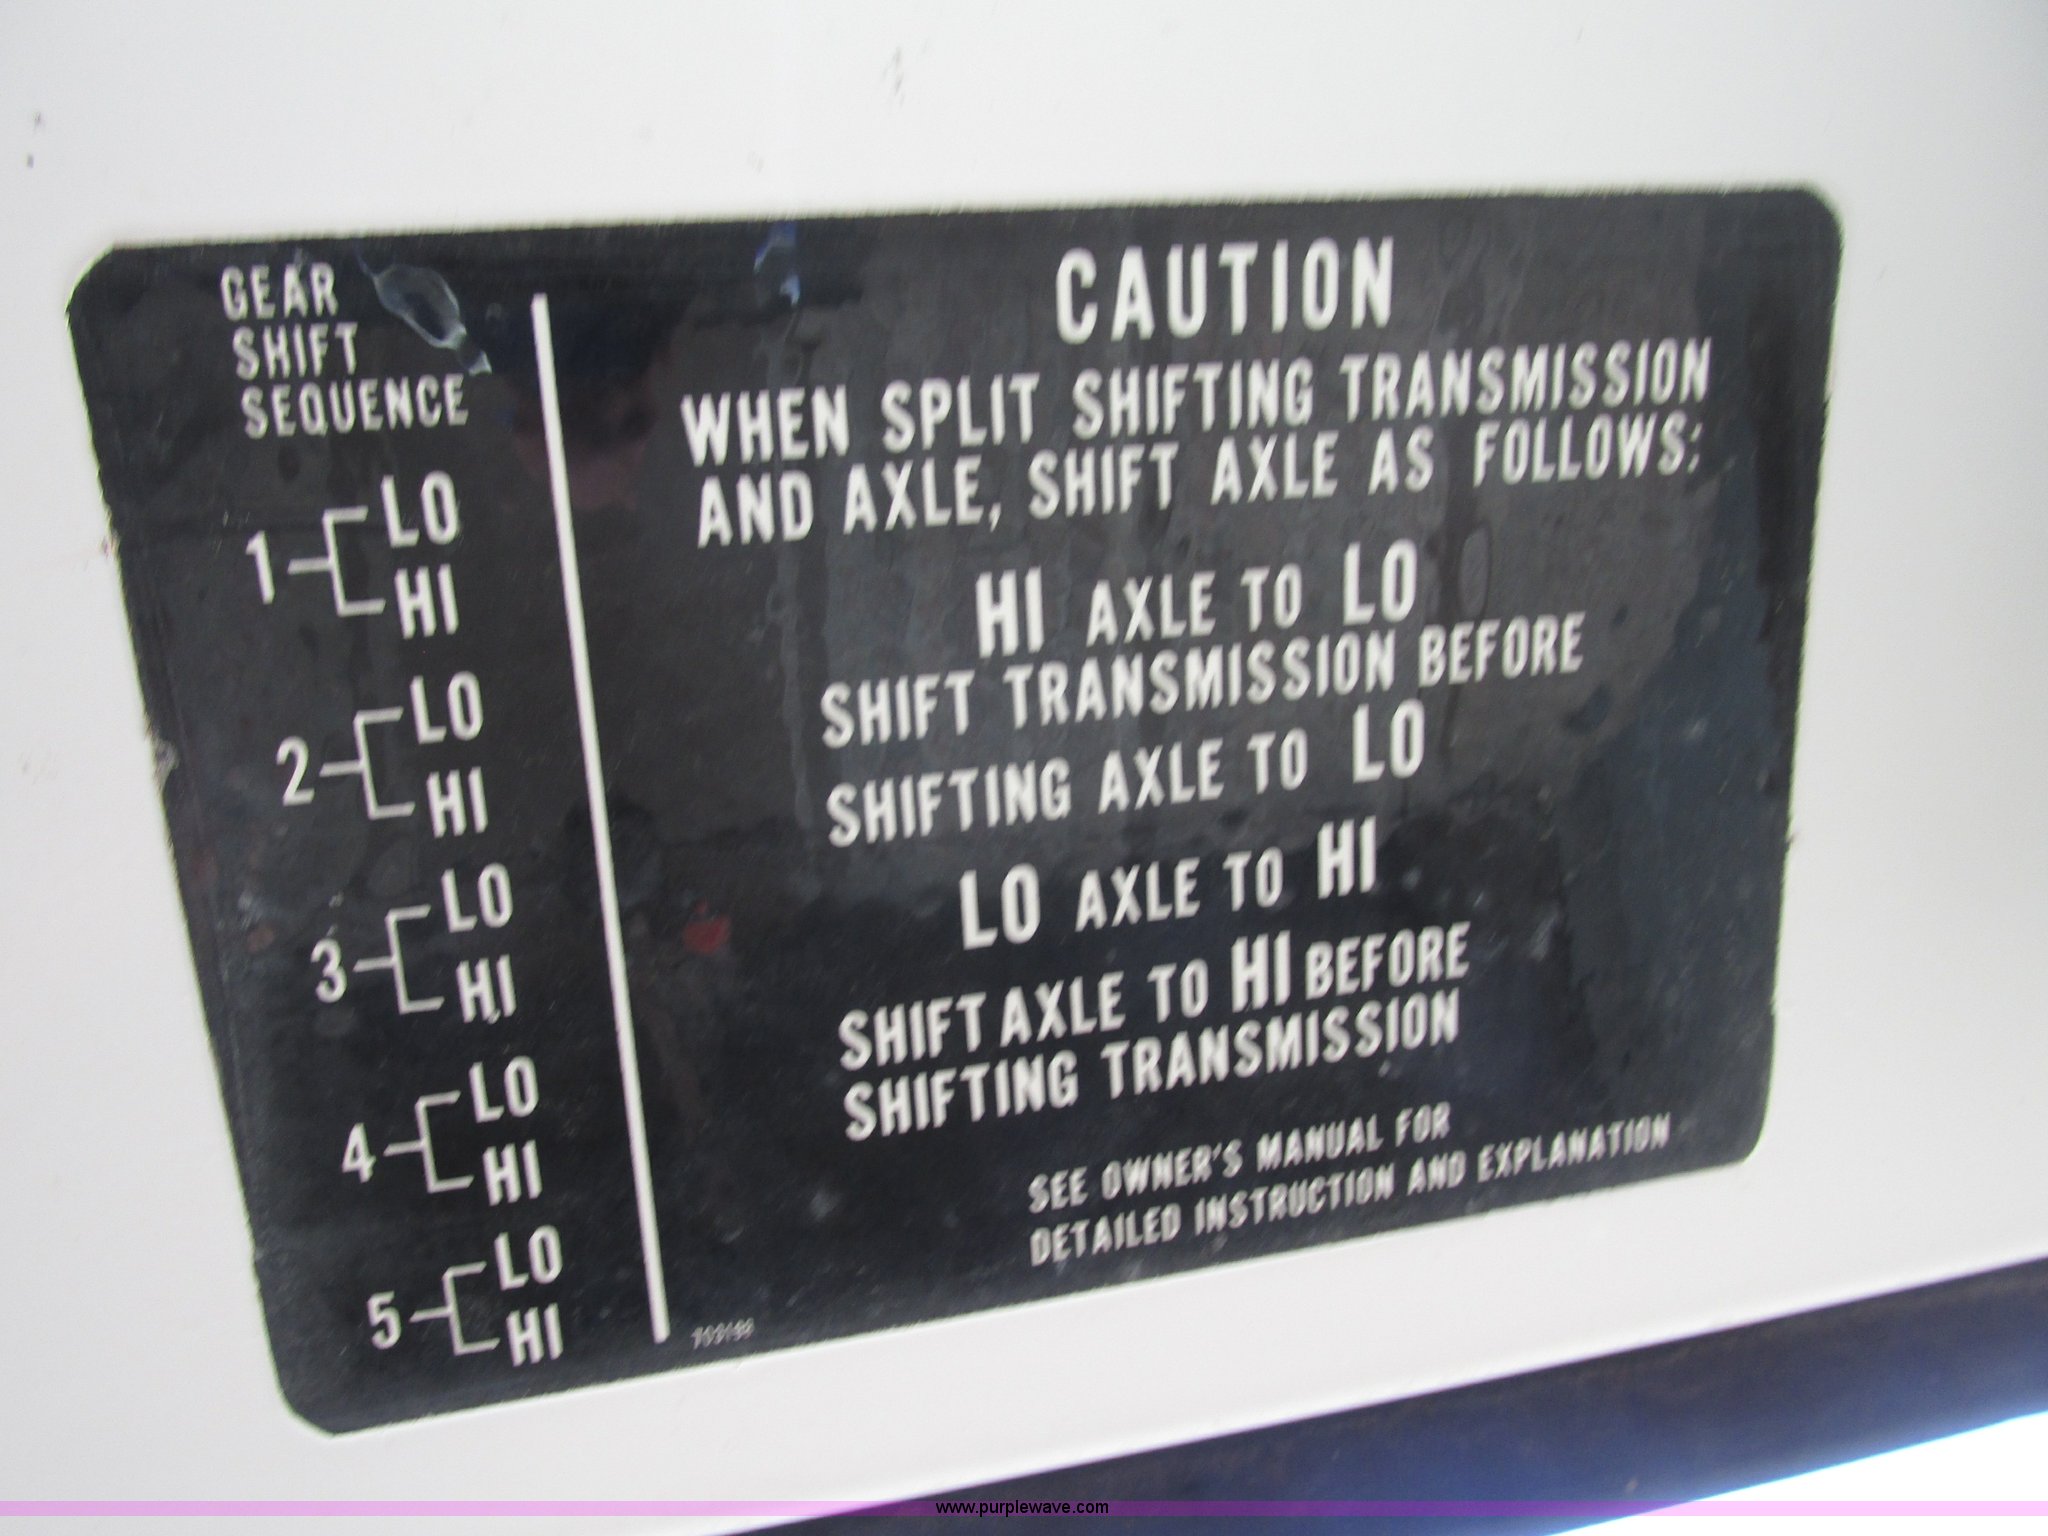 GEAR
SHIFT
SEQUENCE
1 LO
HI
2 LO
HI
3 LO
HI
4 LO
HI
5 LO
HI
CAUTION
WHEN SPLIT SHIFTING TRANSMISSION
AND AXLE, SHIFT AXLE AS FOLLOWS:
HI AXLE TO LO
SHIFT TRANSMISSION BEFORE
SHIFTING AXLE TO LO
LO AXLE TO HI
SHIFT AXLE TO HI BEFORE
SHIFTING TRANSMISSION
SEE OWNER'S MANUAL FOR
DETAILED INSTRUCTION AND EXPLANATION
www.purplewave.com